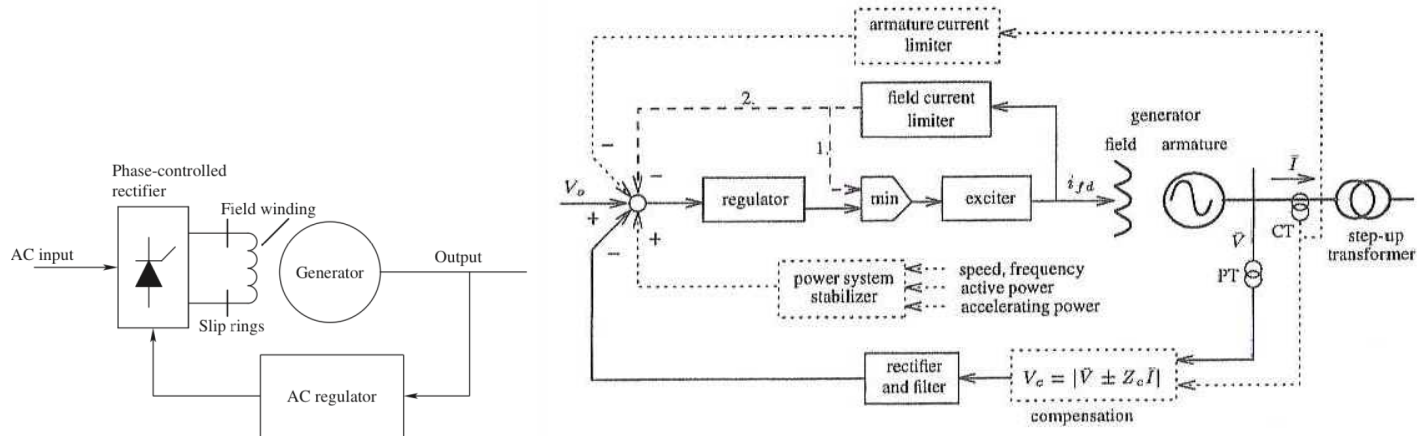 Phase-controlled
rectifier
Field winding
AC input
Generator
Output
Slip rings
AC regulator
armature current
limiter
2.
field current
limiter
1.
generator
field
armature
V_o
−
−
+
−
+
regulator
min
−
exciter
i_fd
Ī
CT
V̄
PT
step-up
transformer
power system
stabilizer
speed, frequency
active power
accelerating power
rectifier
and filter
V_c = |V̄ ± Z_c Ī|
compensation